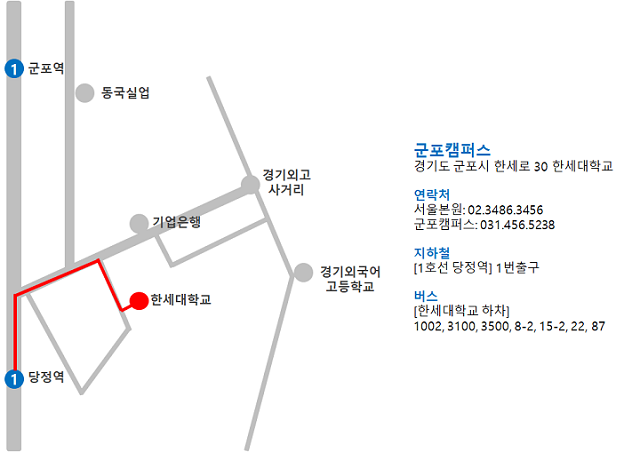 1 군포역
동국실업
경기외고
사거리
기업은행
경기외국어
고등학교
한세대학교
1 당정역
군포캠퍼스
경기도 군포시 한세로 30 한세대학교
연락처
서울본원: 02.3486.3456
군포캠퍼스: 031.456.5238
지하철
[1호선 당정역] 1번출구
버스
[한세대학교 하차]
1002, 3100, 3500, 8-2, 15-2, 22, 87